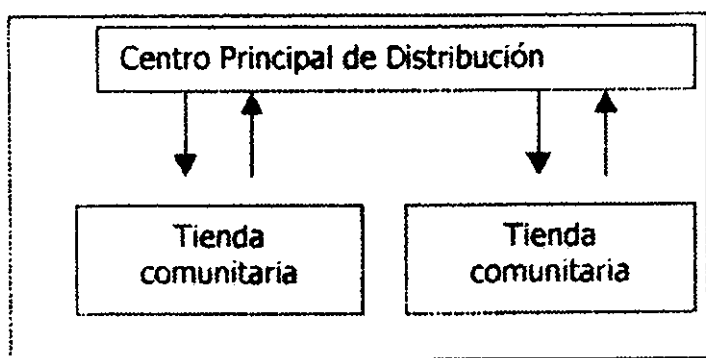 Centro Principal de Distribución
Tienda
comunitaria
Tienda
comunitaria